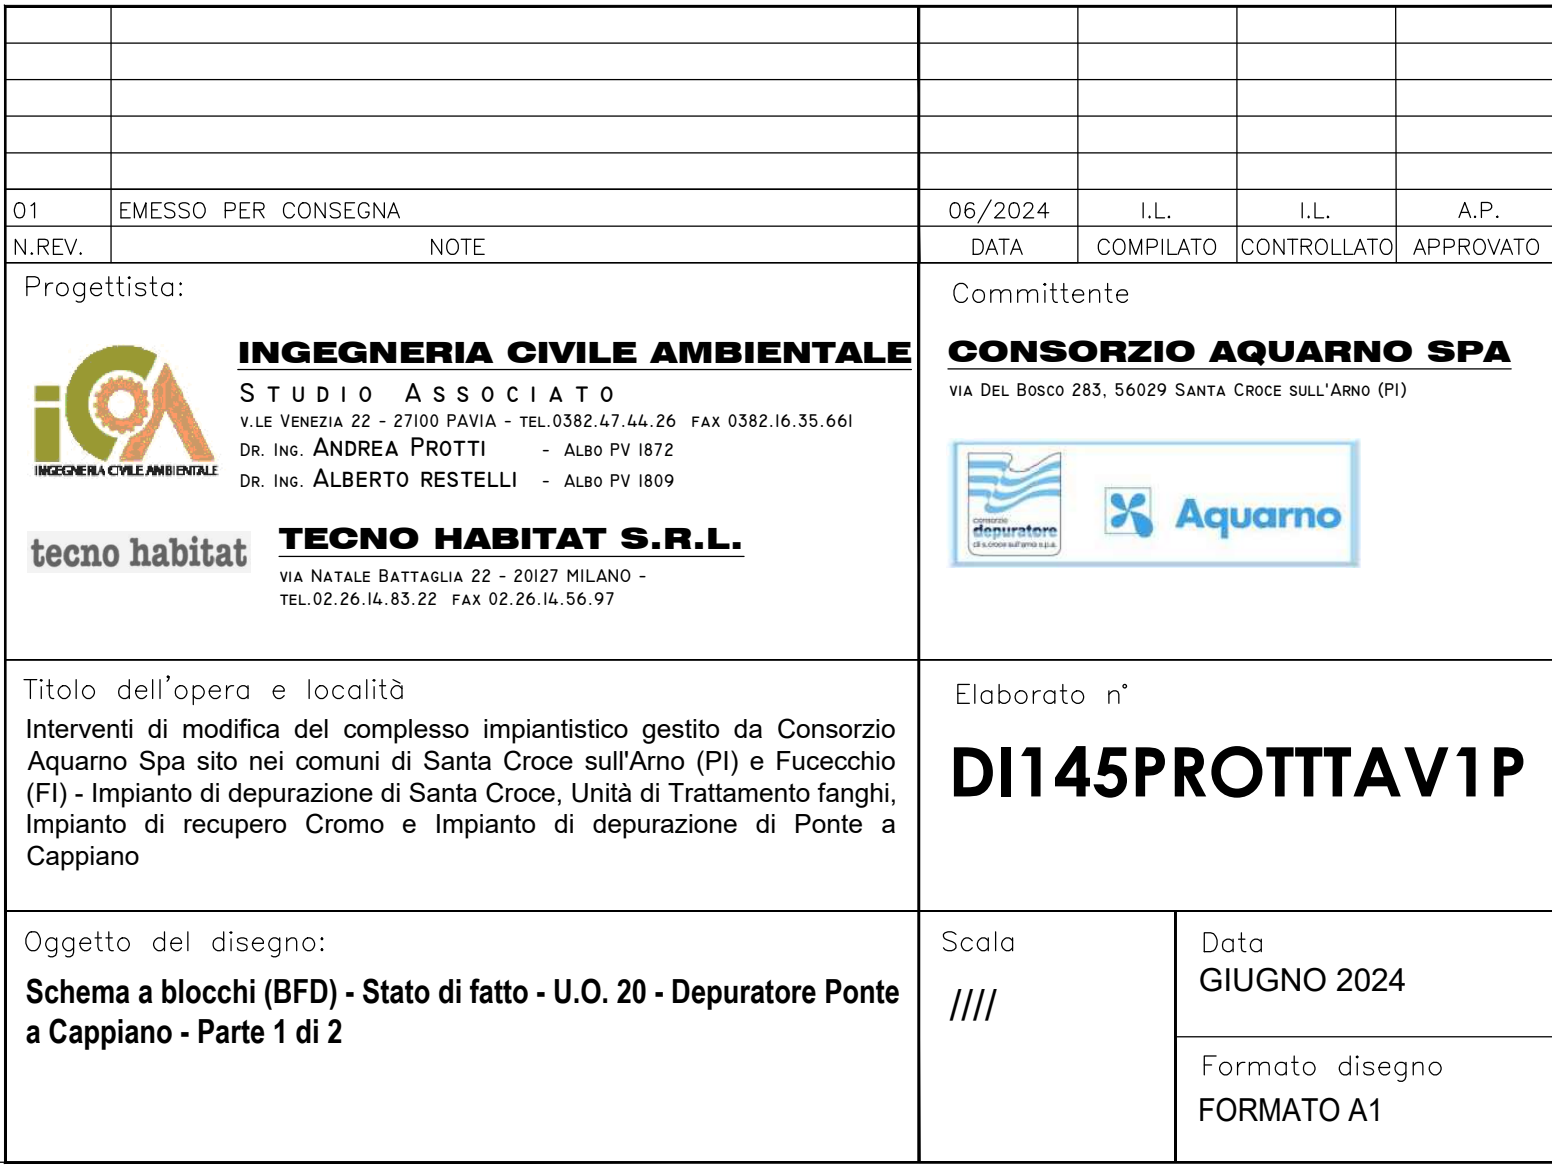 01 EMESSO PER CONSEGNA 06/2024 I.L. I.L. A.P.
N.REV. NOTE DATA COMPILATO CONTROLLATO APPROVATO
Progettista:
INGEGNERIA CIVILE AMBIENTALE
STUDIO ASSOCIATO
V.LE VENEZIA 22 - 27100 PAVIA - TEL.0382.47.44.26 FAX 0382.16.35.661
DR. ING. ANDREA PROTTI - ALBO PV 1872
DR. ING. ALBERTO RESTELLI - ALBO PV 1809
iCA
INGEGNERIA CIVILE AMBIENTALE
tecno habitat
TECNO HABITAT S.R.L.
VIA NATALE BATTAGLIA 22 - 20127 MILANO -
TEL.02.26.14.83.22 FAX 02.26.14.56.97
Committente
CONSORZIO AQUARNO SPA
VIA DEL BOSCO 283, 56029 SANTA CROCE SULL'ARNO (PI)
consorzio
depuratore
di s.croce sull'arno s.p.a.
Aquarno
Titolo dell'opera e località
Interventi di modifica del complesso impiantistico gestito da Consorzio
Aquarno Spa sito nei comuni di Santa Croce sull'Arno (PI) e Fucecchio
(FI) - Impianto di depurazione di Santa Croce, Unità di Trattamento fanghi,
Impianto di recupero Cromo e Impianto di depurazione di Ponte a
Cappiano
Elaborato n°
DI145PROTTTAV1P
Oggetto del disegno:
Schema a blocchi (BFD) - Stato di fatto - U.O. 20 - Depuratore Ponte
a Cappiano - Parte 1 di 2
Scala
////
Data
GIUGNO 2024
Formato disegno
FORMATO A1